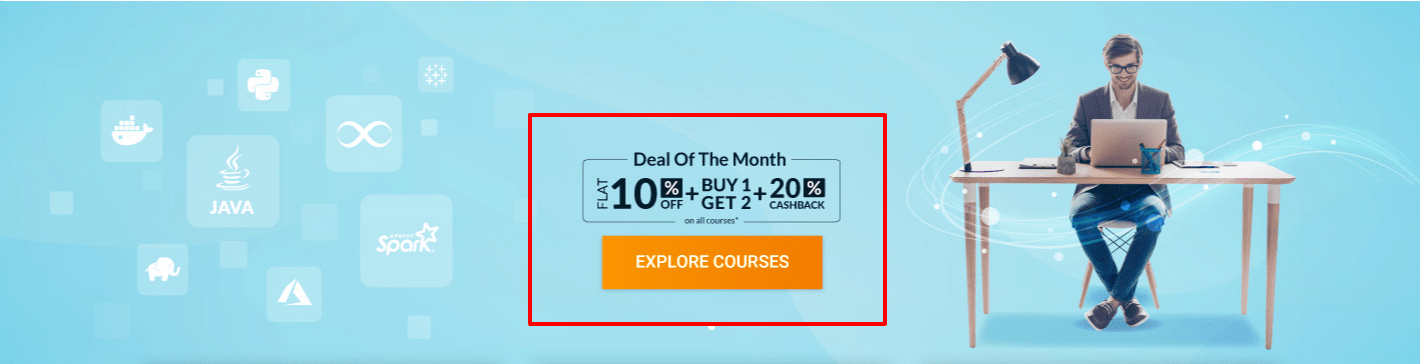 JAVA
APACHE
Spark
Deal Of The Month
FLAT 10% OFF + BUY 1 GET 2 + 20% CASHBACK
on all courses*
EXPLORE COURSES